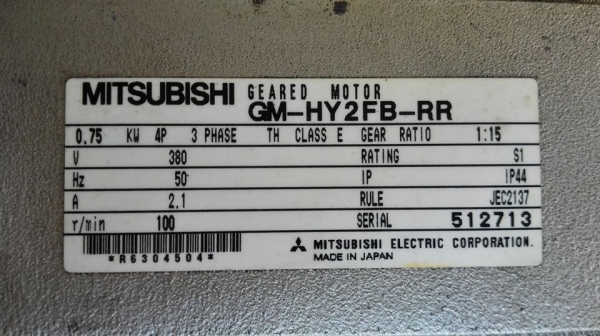 MITSUBISHI GEARED MOTOR
GM-HY2FB-RR
0.75 KW 4P 3 PHASE TH CLASS E GEAR RATIO 1:15
V 380 RATING S1
Hz 50 IP IP44
A 2.1 RULE JEC2137
r/min 100 SERIAL 512713
*R6304504*
MITSUBISHI ELECTRIC CORPORATION.
MADE IN JAPAN